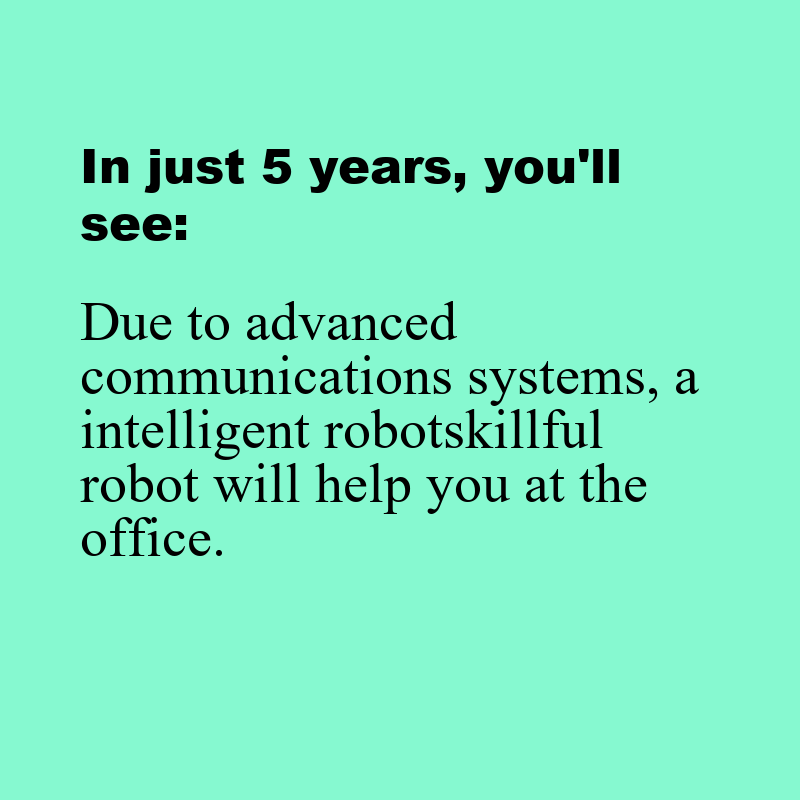 In just 5 years, you'll
see:
Due to advanced
communications systems, a
intelligent robotskillful
robot will help you at the
office.